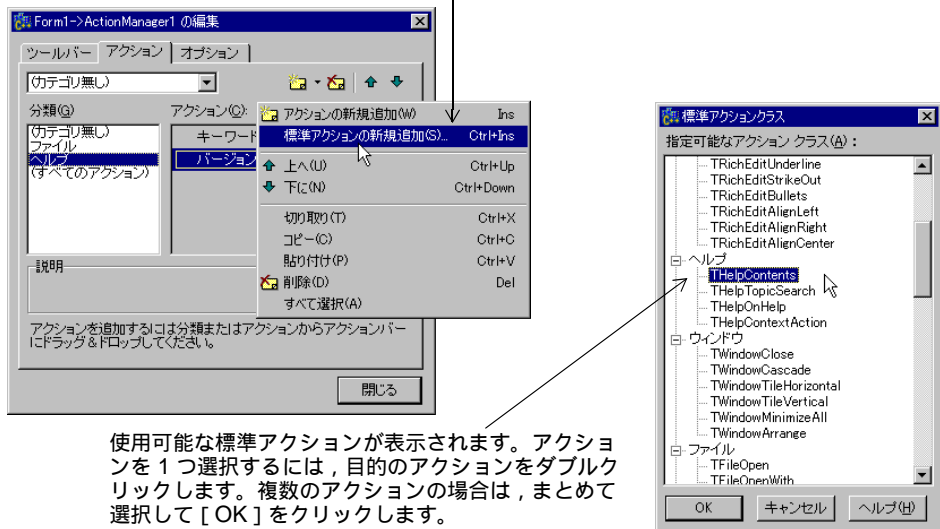 Form1->ActionManager1 の編集
ツールバー アクション オプション
(カテゴリ無し)
分類(G): アクション(C):
(カテゴリ無し)
ファイル
ヘルプ
(すべてのアクション)
キーワード
バージョン
アクションの新規追加(W) Ins
標準アクションの新規追加(S)... Ctrl+Ins
上へ(U) Ctrl+Up
下に(N) Ctrl+Down
切り取り(T) Ctrl+X
コピー(C) Ctrl+C
貼り付け(P) Ctrl+V
削除(D) Del
すべて選択(A)
説明
アクションを追加するには分類またはアクションからアクションバー
にドラッグ&ドロップしてください。
閉じる
標準アクションクラス
指定可能なアクション クラス(A) :
TRichEditUnderline
TRichEditStrikeOut
TRichEditBullets
TRichEditAlignLeft
TRichEditAlignRight
TRichEditAlignCenter
ヘルプ
THelpContents
THelpTopicSearch
THelpOnHelp
THelpContextAction
ウィンドウ
TWindowClose
TWindowCascade
TWindowTileHorizontal
TWindowTileVertical
TWindowMinimizeAll
TWindowArrange
ファイル
TFileOpen
TFileOpenWith
OK キャンセル ヘルプ(H)
使用可能な標準アクションが表示されます。アクショ
ンを 1 つ選択するには , 目的のアクションをダブルク
リックします。複数のアクションの場合は , まとめて
選択して [ OK ] をクリックします。